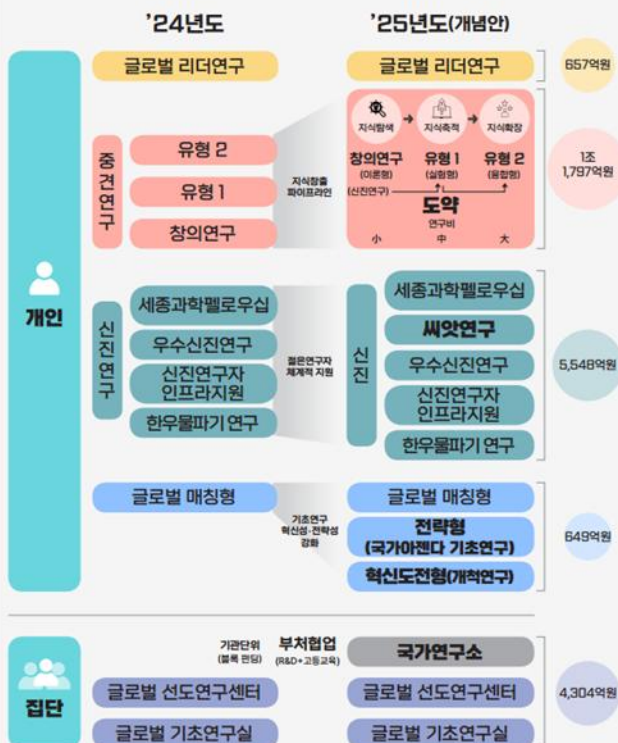 '24년도
'25년도(개념안)
개인
글로벌 리더연구
글로벌 리더연구
657억원
중견연구
유형 2
유형 1
창의연구
지식창출
파이프라인
지식탐색
지식축적
지식확장
창의연구
(이론형)
(신진연구)
유형 1
(실험형)
유형 2
(융합형)
도약
연구비
小
中
大
1조
1,797억원
신진연구
세종과학펠로우십
우수신진연구
신진연구자
인프라지원
한우물파기 연구
젊은연구자
체계적 지원
신진
세종과학펠로우십
씨앗연구
우수신진연구
신진연구자
인프라지원
한우물파기 연구
5,548억원
글로벌 매칭형
기초연구
혁신성·전략성
강화
글로벌 매칭형
전략형
(국가아젠다 기초연구)
혁신도전형(개척연구)
649억원
집단
기관단위
(블록 펀딩)
부처협업
(R&D+고등교육)
국가연구소
글로벌 선도연구센터
글로벌 선도연구센터
글로벌 기초연구실
글로벌 기초연구실
4,304억원